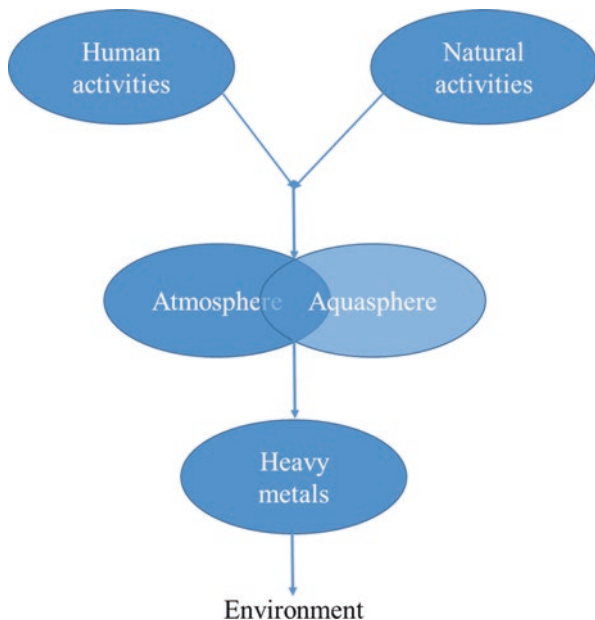 Human
activities
Natural
activities
Atmosphere
Aquasphere
Heavy
metals
Environment